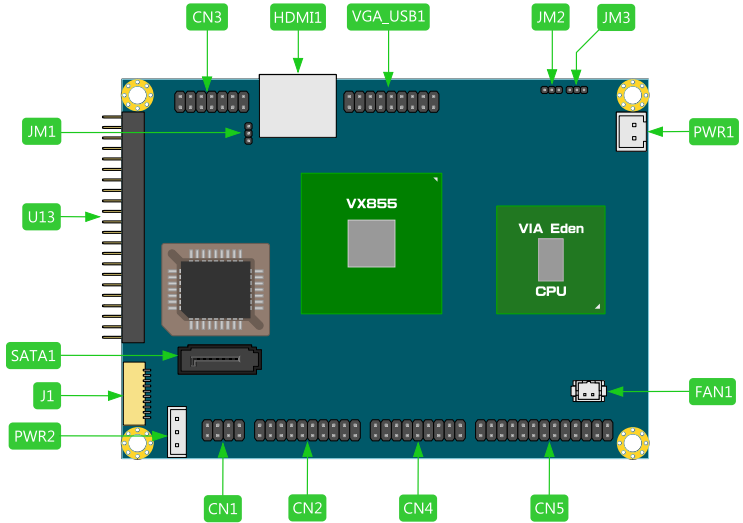 CN3
HDMI1
VGA_USB1
JM2
JM3
JM1
PWR1
U13
VX855
VIA Eden
CPU
SATA1
J1
FAN1
PWR2
CN1
CN2
CN4
CN5